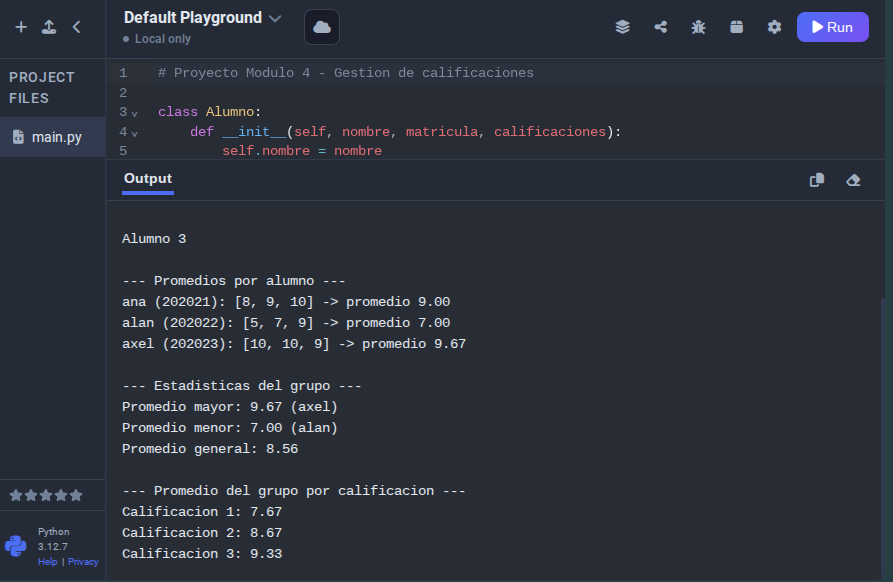 Default Playground
Local only
Run
PROJECT
FILES
main.py
1 # Proyecto Modulo 4 - Gestion de calificaciones
2
3 class Alumno:
4 def __init__(self, nombre, matricula, calificaciones):
5 self.nombre = nombre
Output
Alumno 3
--- Promedios por alumno ---
ana (202021): [8, 9, 10] -> promedio 9.00
alan (202022): [5, 7, 9] -> promedio 7.00
axel (202023): [10, 10, 9] -> promedio 9.67
--- Estadisticas del grupo ---
Promedio mayor: 9.67 (axel)
Promedio menor: 7.00 (alan)
Promedio general: 8.56
--- Promedio del grupo por calificacion ---
Calificacion 1: 7.67
Calificacion 2: 8.67
Calificacion 3: 9.33
Python
3.12.7
Help | Privacy